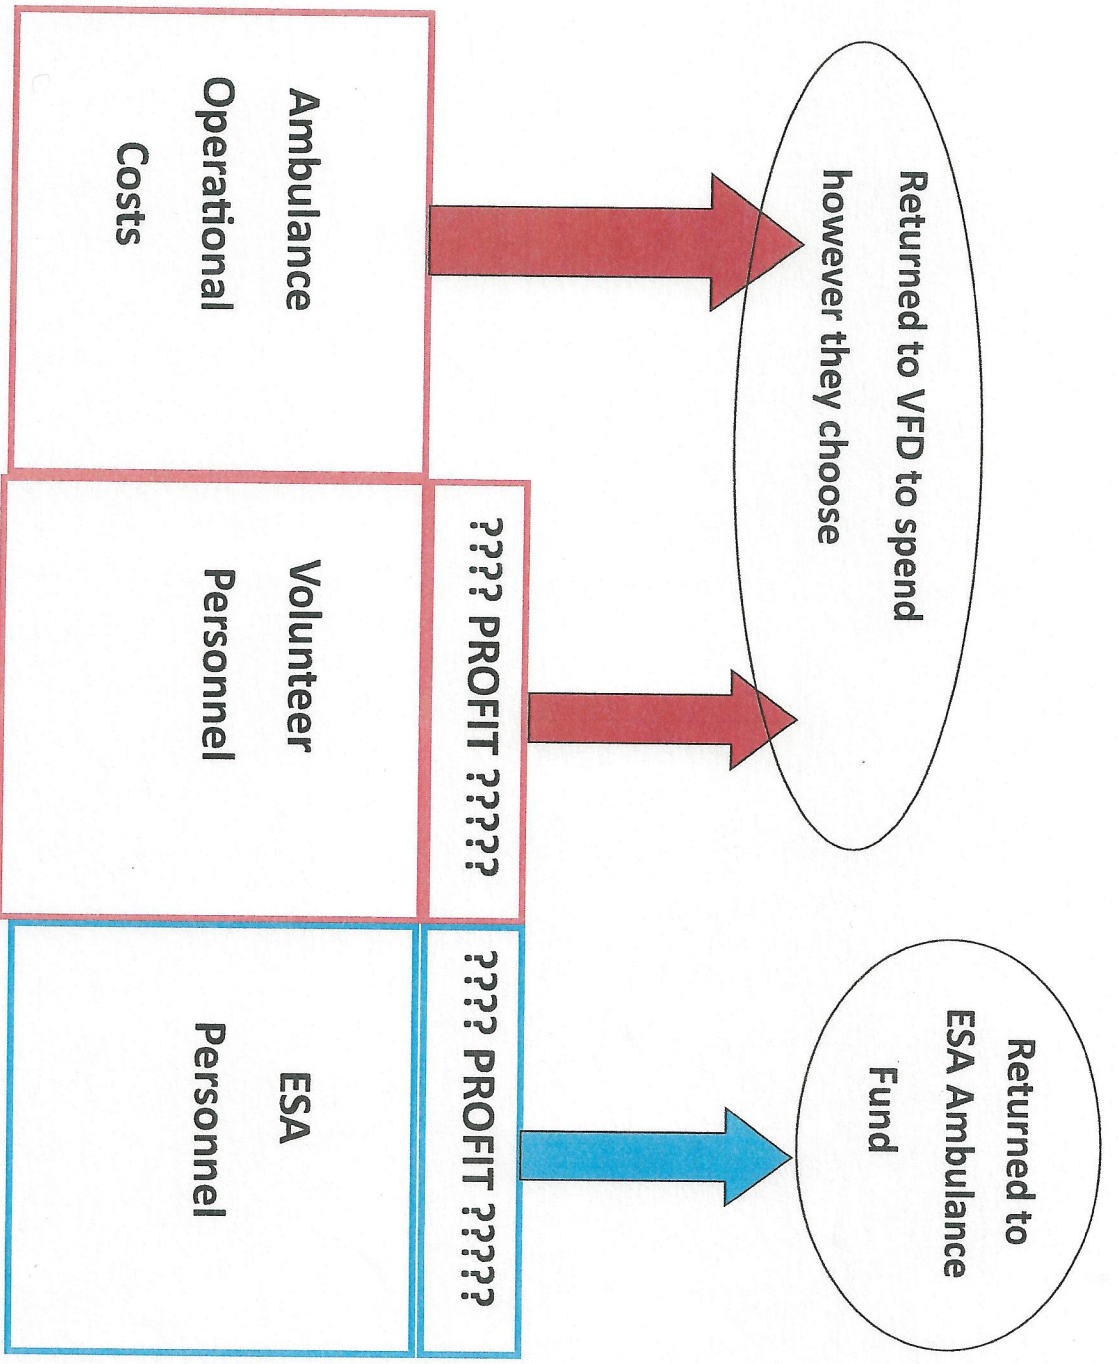 Returned to VFD to spend
however they choose
Returned to
ESA Ambulance
Fund
???? PROFIT ?????
???? PROFIT ?????
Ambulance
Operational
Costs
Volunteer
Personnel
ESA
Personnel